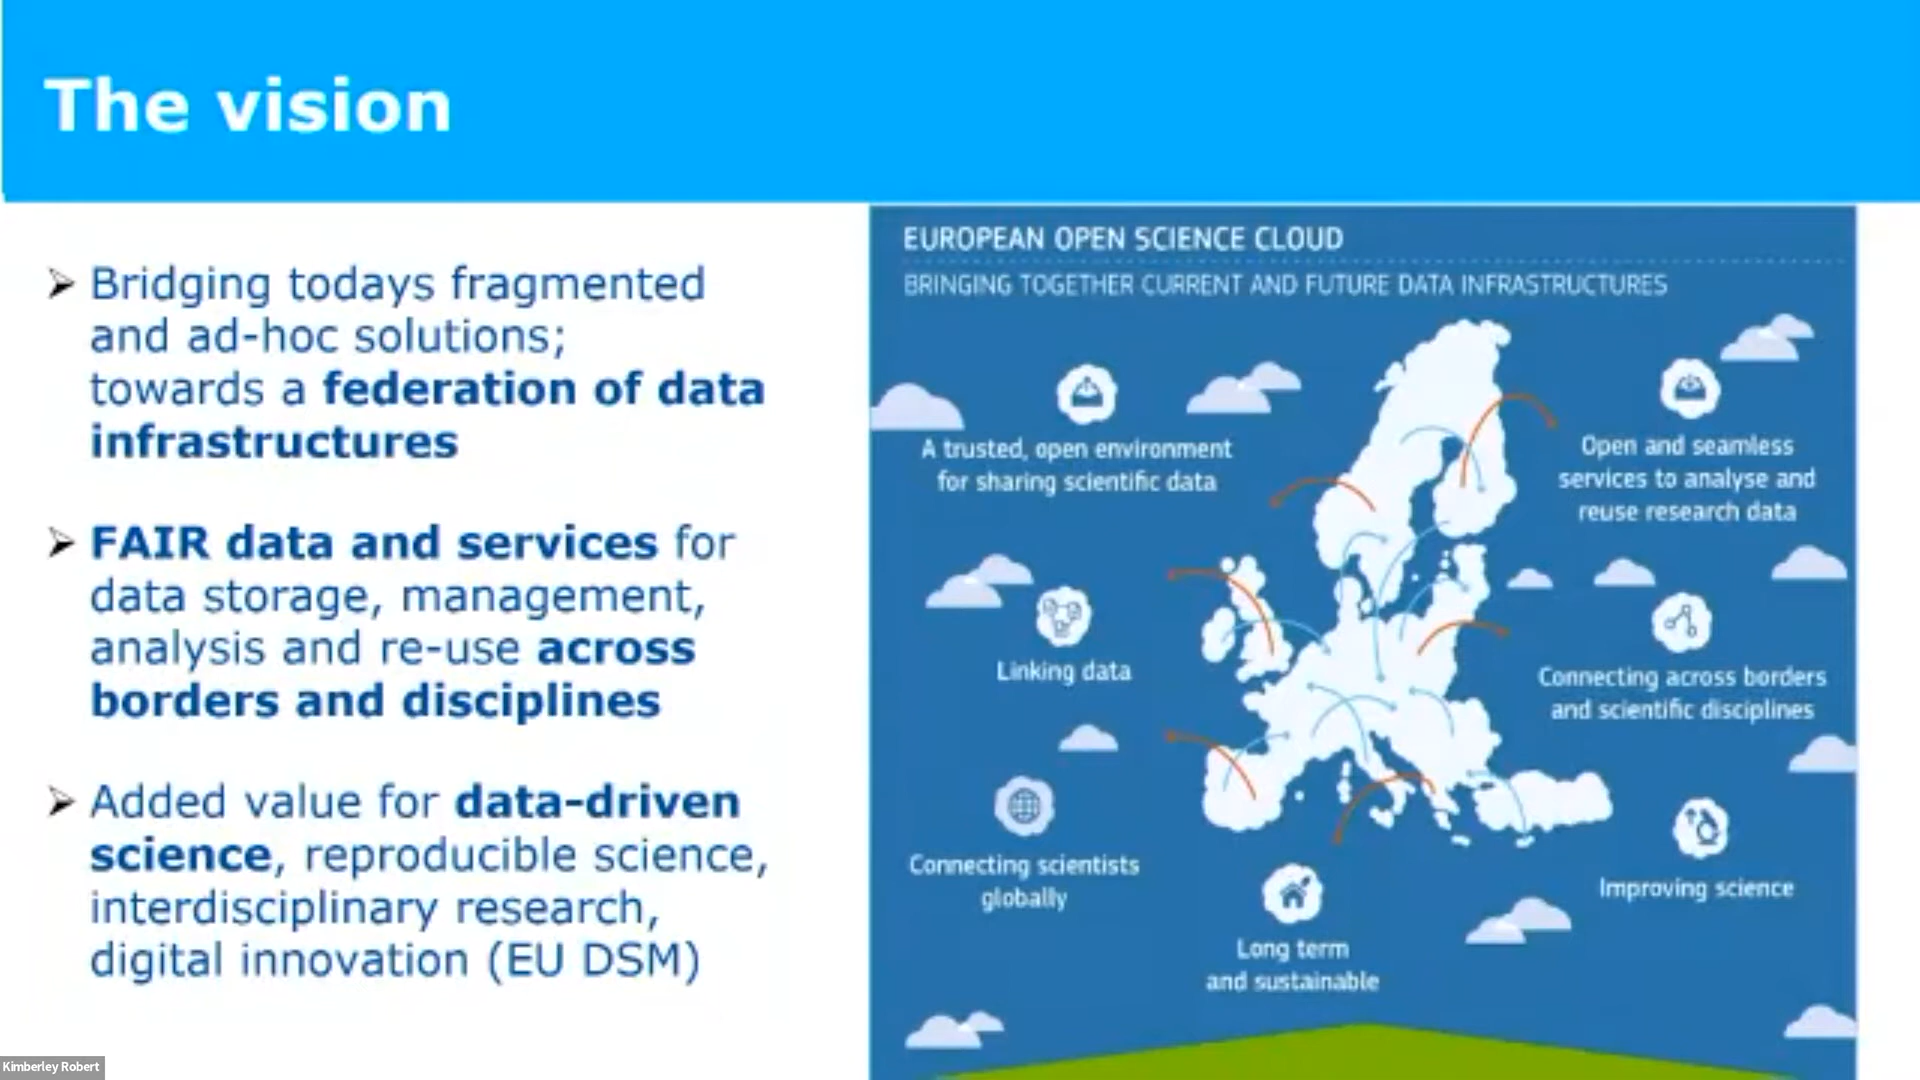 The vision
Bridging todays fragmented
and ad-hoc solutions;
towards a federation of data
infrastructures
FAIR data and services for
data storage, management,
analysis and re-use across
borders and disciplines
Added value for data-driven
science, reproducible science,
interdisciplinary research,
digital innovation (EU DSM)
EUROPEAN OPEN SCIENCE CLOUD
BRINGING TOGETHER CURRENT AND FUTURE DATA INFRASTRUCTURES
A trusted, open environment
for sharing scientific data
Open and seamless
services to analyse and
reuse research data
Linking data
Connecting across borders
and scientific disciplines
Connecting scientists
globally
Improving science
Long term
and sustainable
Kimberley Robert